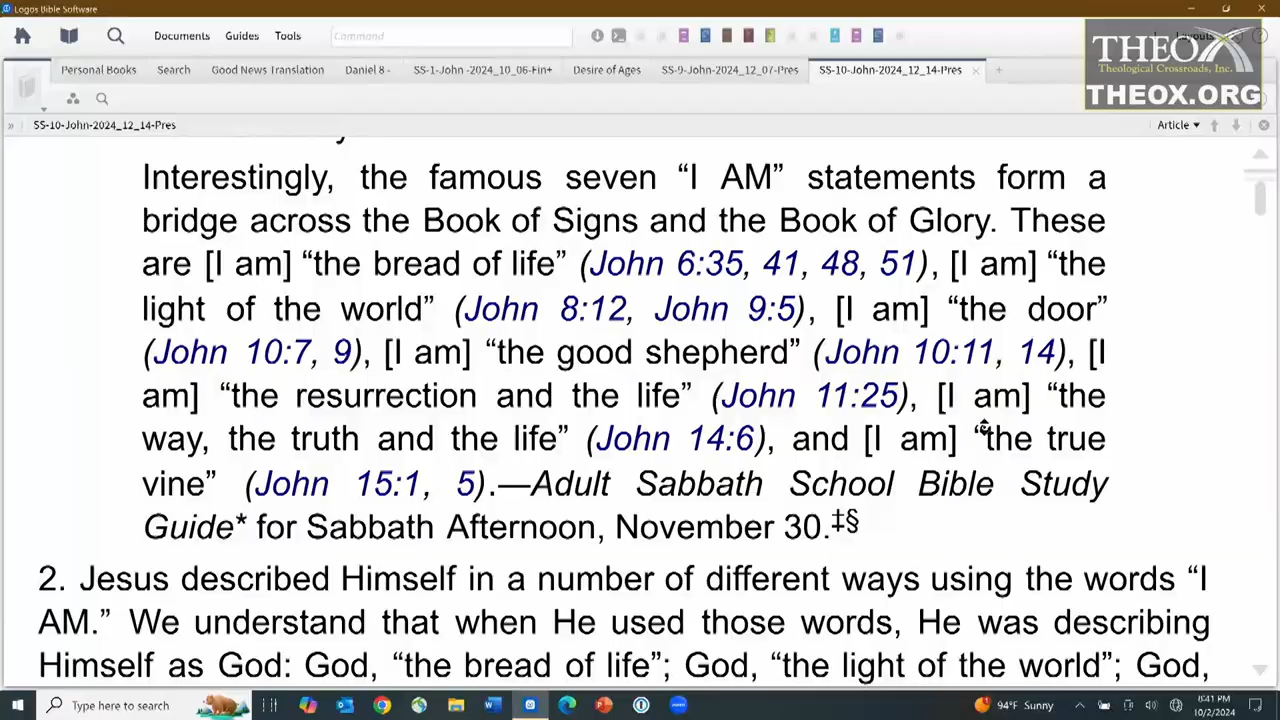 Logos Bible Software
Documents Guides Tools Command Layouts
THEOX
Theological Crossroads, Inc.
THEOX.ORG
Personal Books Search Good News Translation Daniel 8- Desire of Ages SS-9-John-2024_12_07-Pres SS-10-John-2024_12_14-Pres
SS-10-John-2024_12_14-Pres Article
Interestingly, the famous seven “I AM” statements form a
bridge across the Book of Signs and the Book of Glory. These
are [I am] “the bread of life” (John 6:35, 41, 48, 51), [I am] “the
light of the world” (John 8:12, John 9:5), [I am] “the door”
(John 10:7, 9), [I am] “the good shepherd” (John 10:11, 14), [I
am] “the resurrection and the life” (John 11:25), [I am] “the
way, the truth and the life” (John 14:6), and [I am] “the true
vine” (John 15:1, 5).—Adult Sabbath School Bible Study
Guide* for Sabbath Afternoon, November 30.‡§
2. Jesus described Himself in a number of different ways using the words “I
AM.” We understand that when He used those words, He was describing
Himself as God: God, “the bread of life”; God, “the light of the world”; God,
Type here to search 94°F Sunny 8:41 PM
10/2/2024